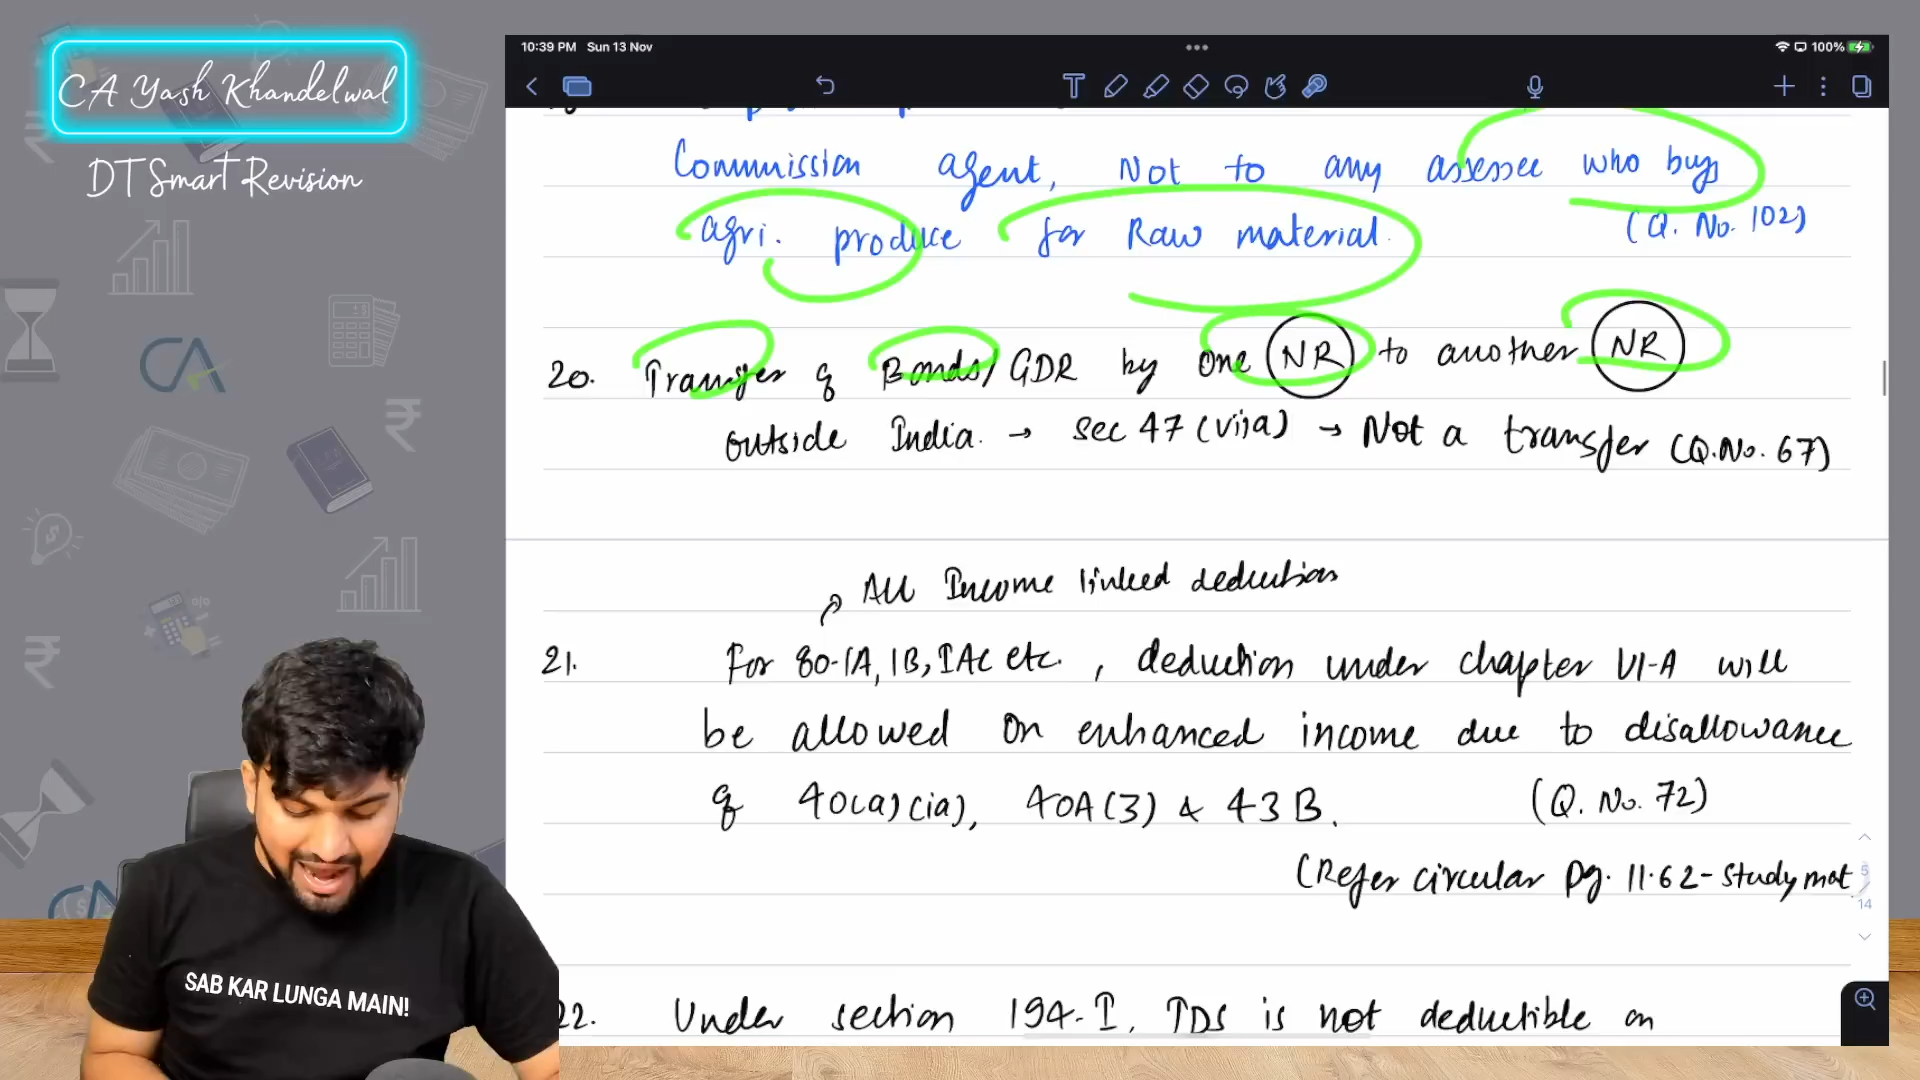 CA Yash Khandelwal
DT Smart Revision
10:39 PM Sun 13 Nov
100%
Commission agent, Not to any assessee who buys
agri. produce for Raw material.
(Q. No. 102)
20. Transfer of Bonds/GDR by one NR to another NR
outside India. → sec 47 (viia) → Not a transfer (Q.No. 67)
All Income linked deduction
21. For 80-IA, IB, IAC etc., deduction under chapter VI-A will
be allowed on enhanced income due to disallowance
of 40(a)(ia), 40A(3) & 43B.
(Q. No. 72)
(Refer circular pg. 11.62 - Study mat
5
14
22. Under section 194-I, TDS is not deductible on
SAB KAR LUNGA MAIN!